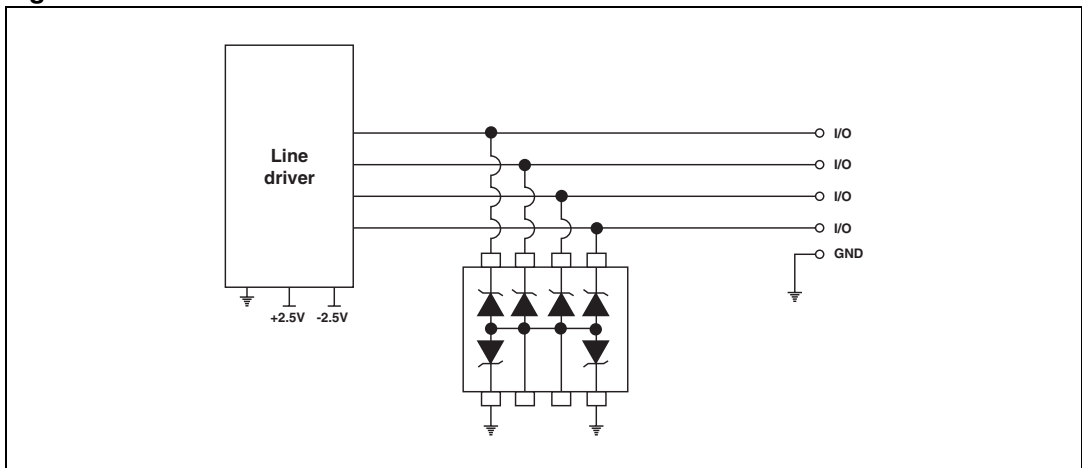 Line
driver
I/O
I/O
I/O
I/O
GND
+2.5V -2.5V